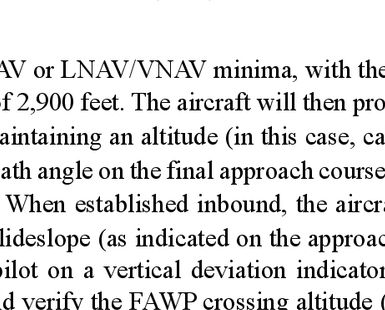 AV or LNAV/VNAV minima, with the
of 2,900 feet. The aircraft will then pro
aintaining an altitude (in this case, ca
ath angle on the final approach course
When established inbound, the aircra
lideslope (as indicated on the approac
pilot on a vertical deviation indicator
nd verify the FAWP crossing altitude (